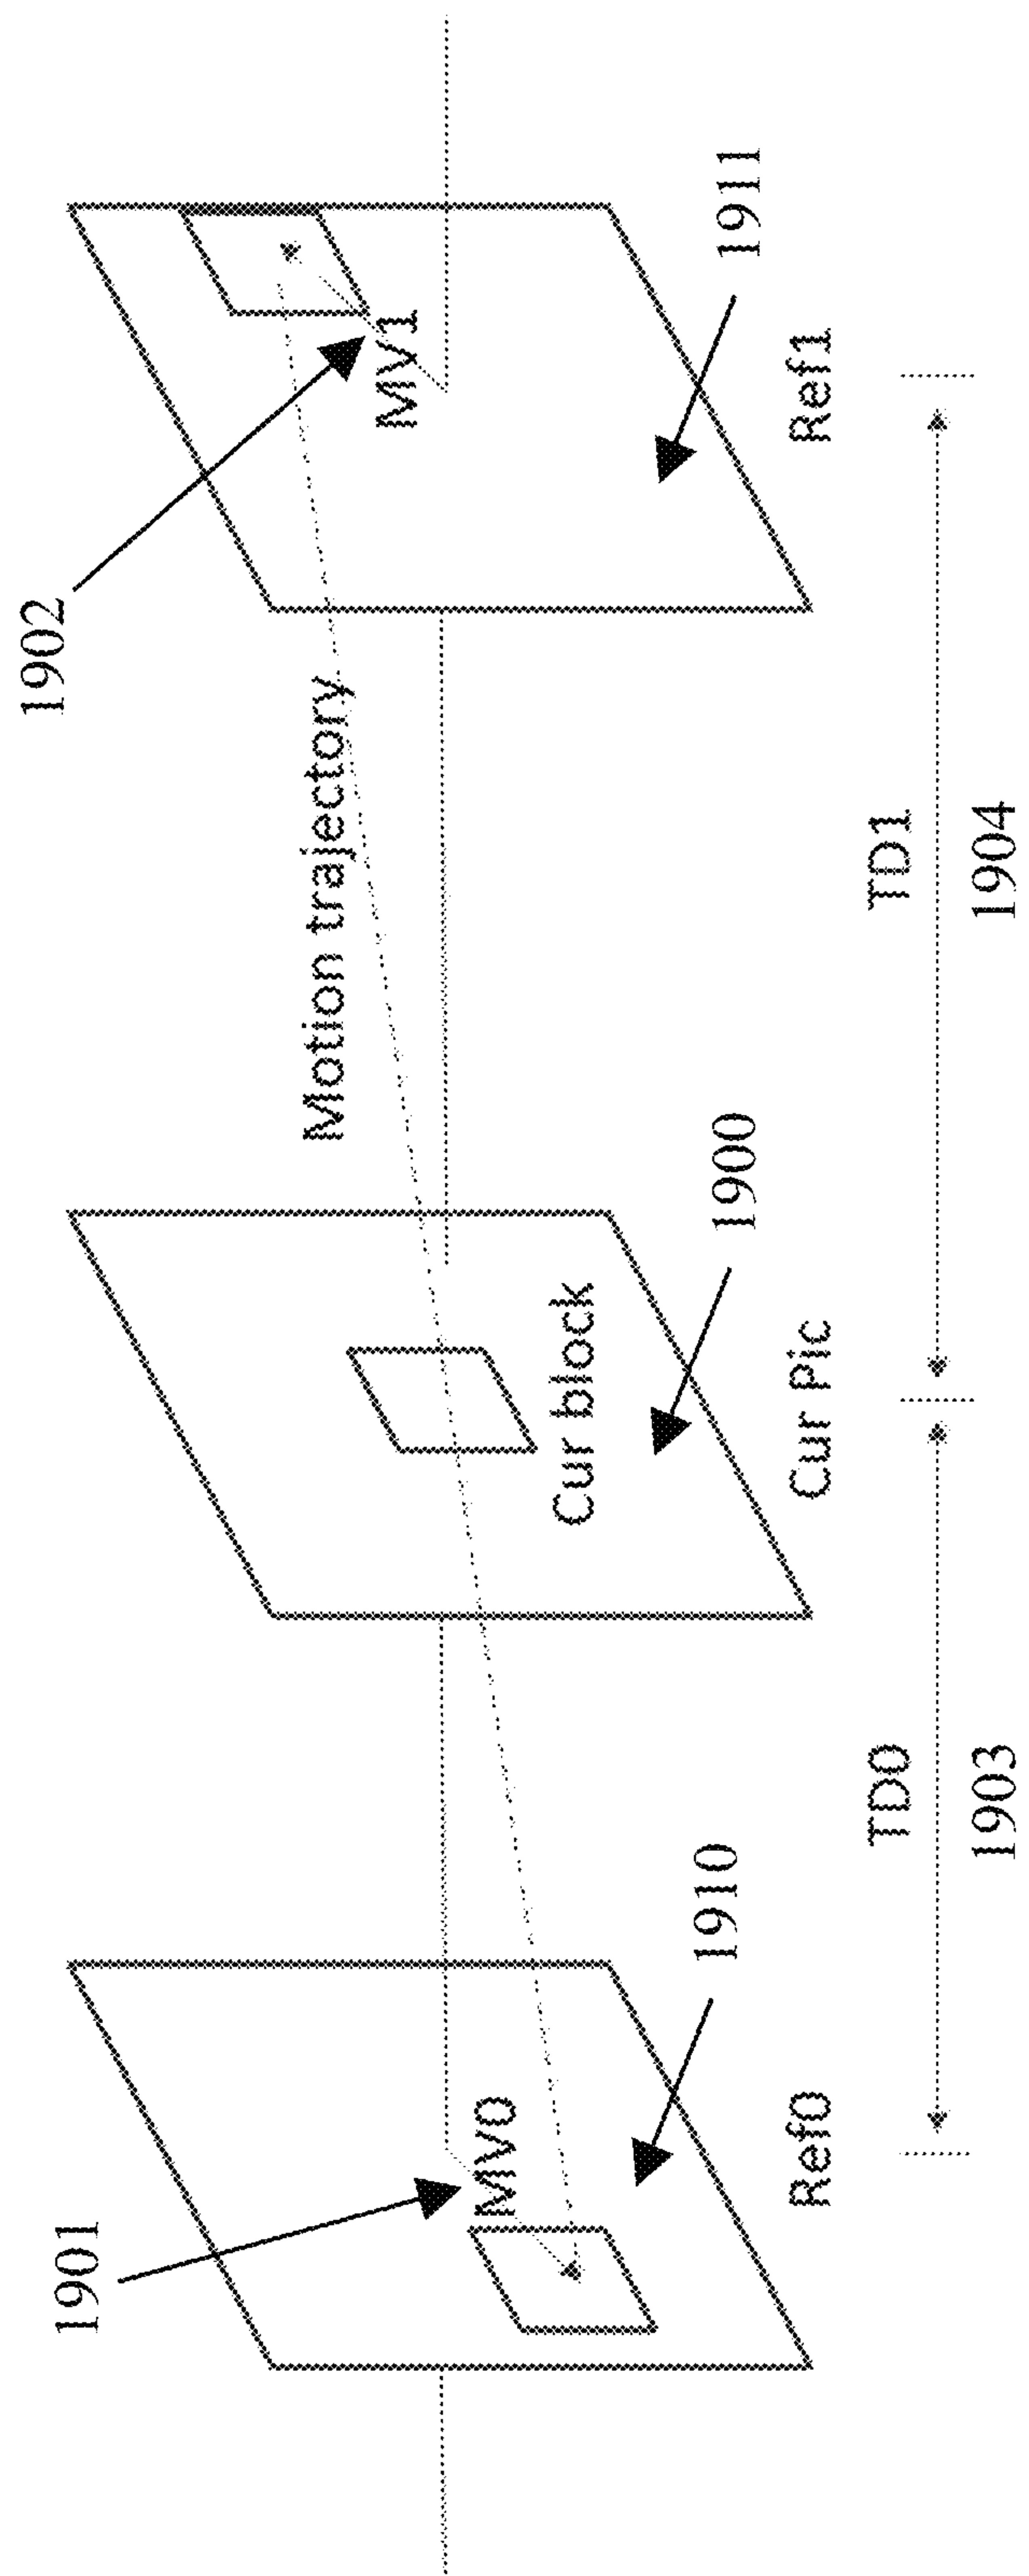 1901
1902
Motion trajectory
MV0
MV1
1910
Cur block
1900
1911
Ref0
Cur Pic
Ref1
TD0
TD1
1903
1904